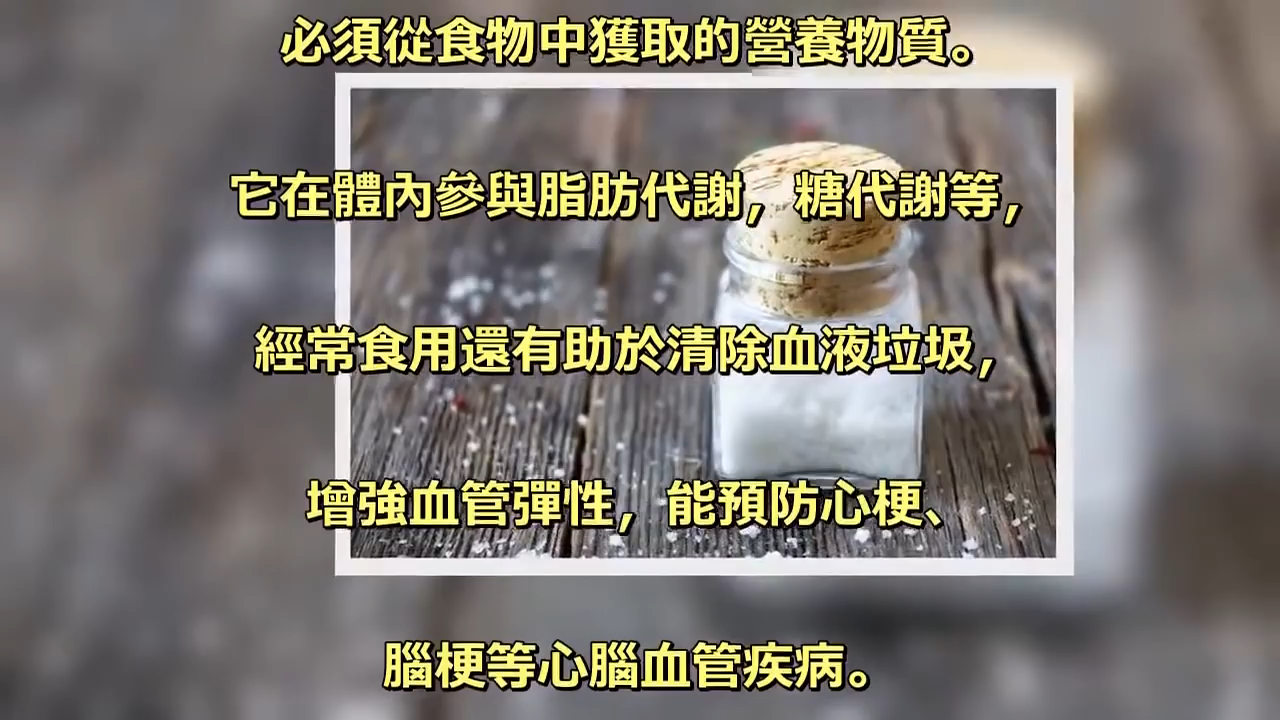 必須從食物中獲取的營養物質。
它在體內參與脂肪代謝，糖代謝等，
經常食用還有助於清除血液垃圾，
增強血管彈性，能預防心梗、
腦梗等心腦血管疾病。